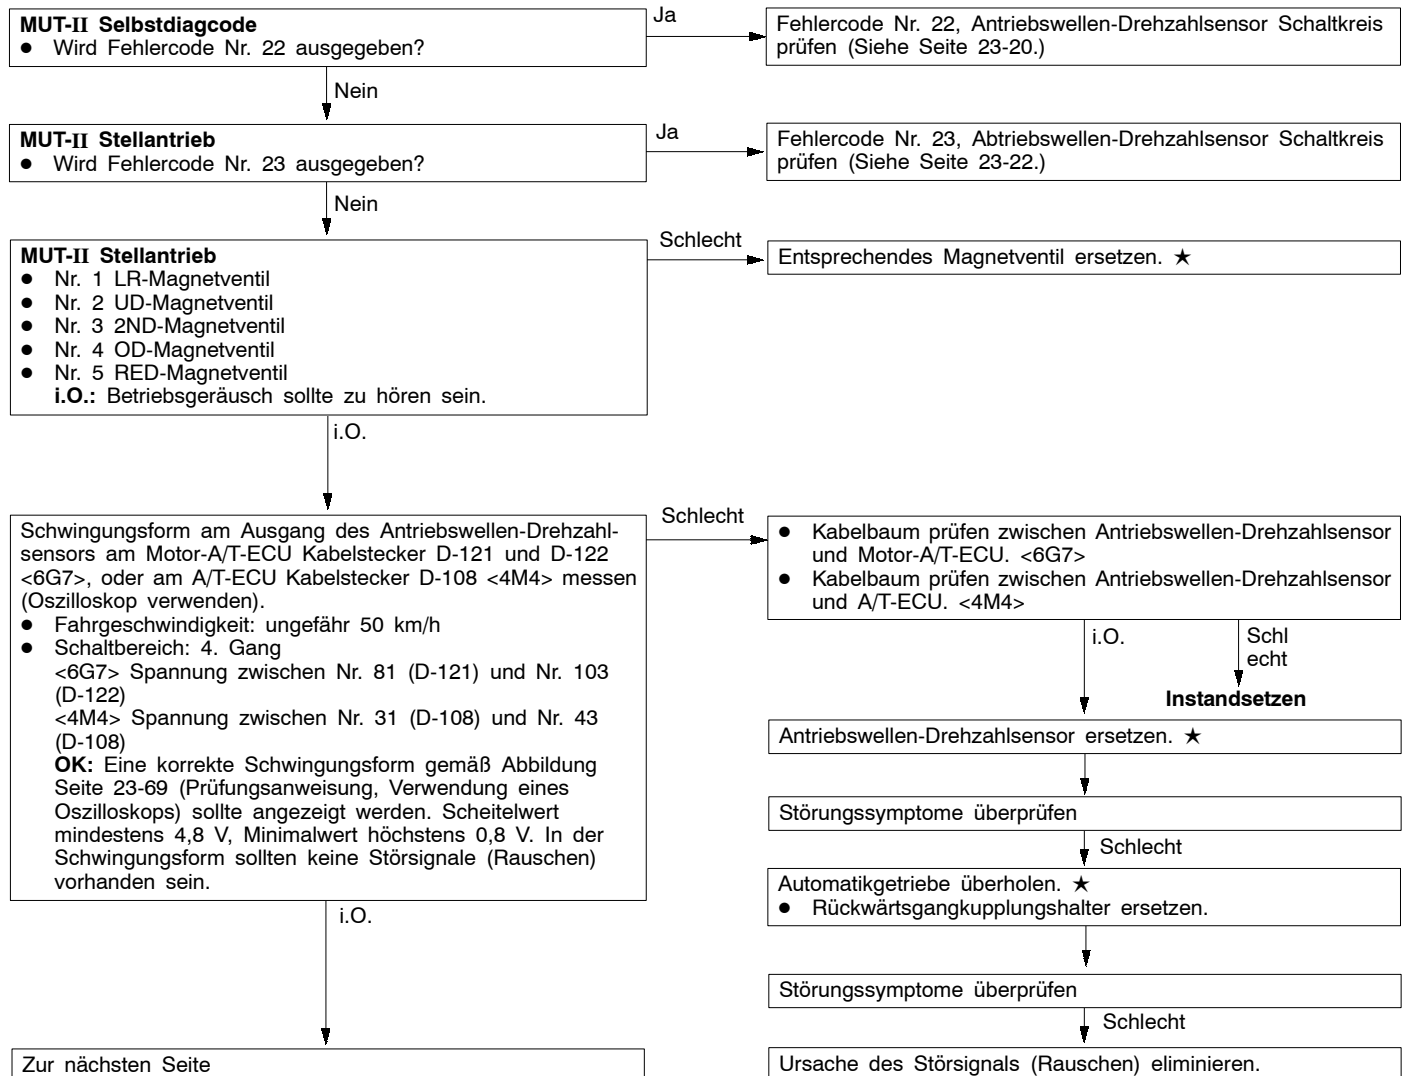 MUT-II Selbstdiagcode
● Wird Fehlercode Nr. 22 ausgegeben?
Ja
Fehlercode Nr. 22, Antriebswellen-Drehzahlsensor Schaltkreis
prüfen (Siehe Seite 23-20.)
Nein
MUT-II Stellantrieb
● Wird Fehlercode Nr. 23 ausgegeben?
Ja
Fehlercode Nr. 23, Abtriebswellen-Drehzahlsensor Schaltkreis
prüfen (Siehe Seite 23-22.)
Nein
MUT-II Stellantrieb
● Nr. 1 LR-Magnetventil
● Nr. 2 UD-Magnetventil
● Nr. 3 2ND-Magnetventil
● Nr. 4 OD-Magnetventil
● Nr. 5 RED-Magnetventil
i.O.: Betriebsgeräusch sollte zu hören sein.
Schlecht
Entsprechendes Magnetventil ersetzen. ★
i.O.
Schwingungsform am Ausgang des Antriebswellen-Drehzahl-
sensors am Motor-A/T-ECU Kabelstecker D-121 und D-122
<6G7>, oder am A/T-ECU Kabelstecker D-108 <4M4> messen
(Oszilloskop verwenden).
● Fahrgeschwindigkeit: ungefähr 50 km/h
● Schaltbereich: 4. Gang
<6G7> Spannung zwischen Nr. 81 (D-121) und Nr. 103
(D-122)
<4M4> Spannung zwischen Nr. 31 (D-108) und Nr. 43
(D-108)
OK: Eine korrekte Schwingungsform gemäß Abbildung
Seite 23-69 (Prüfungsanweisung, Verwendung eines
Oszilloskops) sollte angezeigt werden. Scheitelwert
mindestens 4,8 V, Minimalwert höchstens 0,8 V. In der
Schwingungsform sollten keine Störsignale (Rauschen)
vorhanden sein.
Schlecht
● Kabelbaum prüfen zwischen Antriebswellen-Drehzahlsensor
und Motor-A/T-ECU. <6G7>
● Kabelbaum prüfen zwischen Antriebswellen-Drehzahlsensor
und A/T-ECU. <4M4>
i.O.
Schl
echt
Instandsetzen
Antriebswellen-Drehzahlsensor ersetzen. ★
Störungssymptome überprüfen
Schlecht
Automatikgetriebe überholen. ★
● Rückwärtsgangkupplungshalter ersetzen.
Störungssymptome überprüfen
Schlecht
Ursache des Störsignals (Rauschen) eliminieren.
i.O.
Zur nächsten Seite